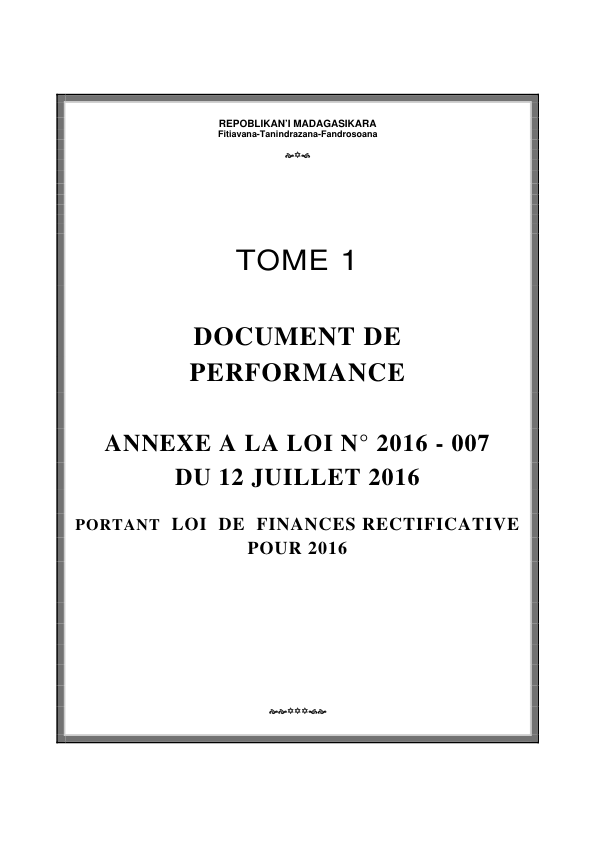 REPOBLIKAN'I MADAGASIKARA
Fitiavana-Tanindrazana-Fandrosoana
TOME 1
DOCUMENT DE
PERFORMANCE
ANNEXE A LA LOI N° 2016 - 007
DU 12 JUILLET 2016
PORTANT LOI DE FINANCES RECTIFICATIVE
POUR 2016